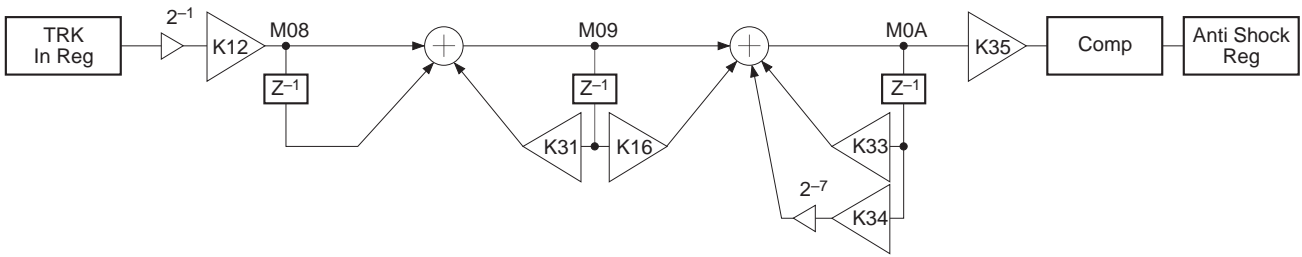 TRK
In Reg
2–1
K12
M08
Z–1
M09
Z–1
K31
K16
M0A
Z–1
K33
2–7
K34
K35
Comp
Anti Shock
Reg